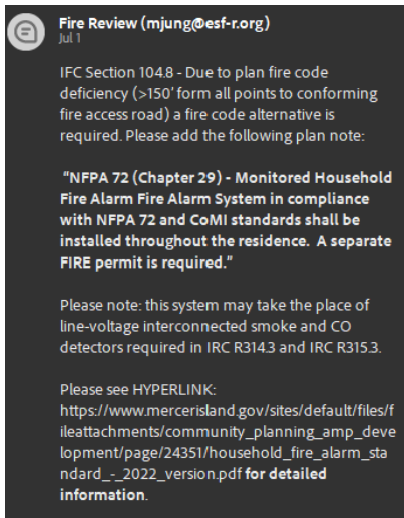 Fire Review (mjung@esf-r.org)
Jul 1
IFC Section 104.8 - Due to plan fire code
deficiency (>150’ form all points to conforming
fire access road) a fire code alternative is
required. Please add the following plan note:
“NFPA 72 (Chapter 29) - Monitored Household
Fire Alarm Fire Alarm System in compliance
with NFPA 72 and CoMI standards shall be
installed throughout the residence. A separate
FIRE permit is required.”
Please note: this system may take the place of
line-voltage interconnected smoke and CO
detectors required in IRC R314.3 and IRC R315.3.
Please see HYPERLINK:
https://www.mercerisland.gov/sites/default/files/f
ileattachments/community_planning_amp_deve
lopment/page/24351/household_fire_alarm_sta
ndard_-_2022_version.pdf for detailed
information.